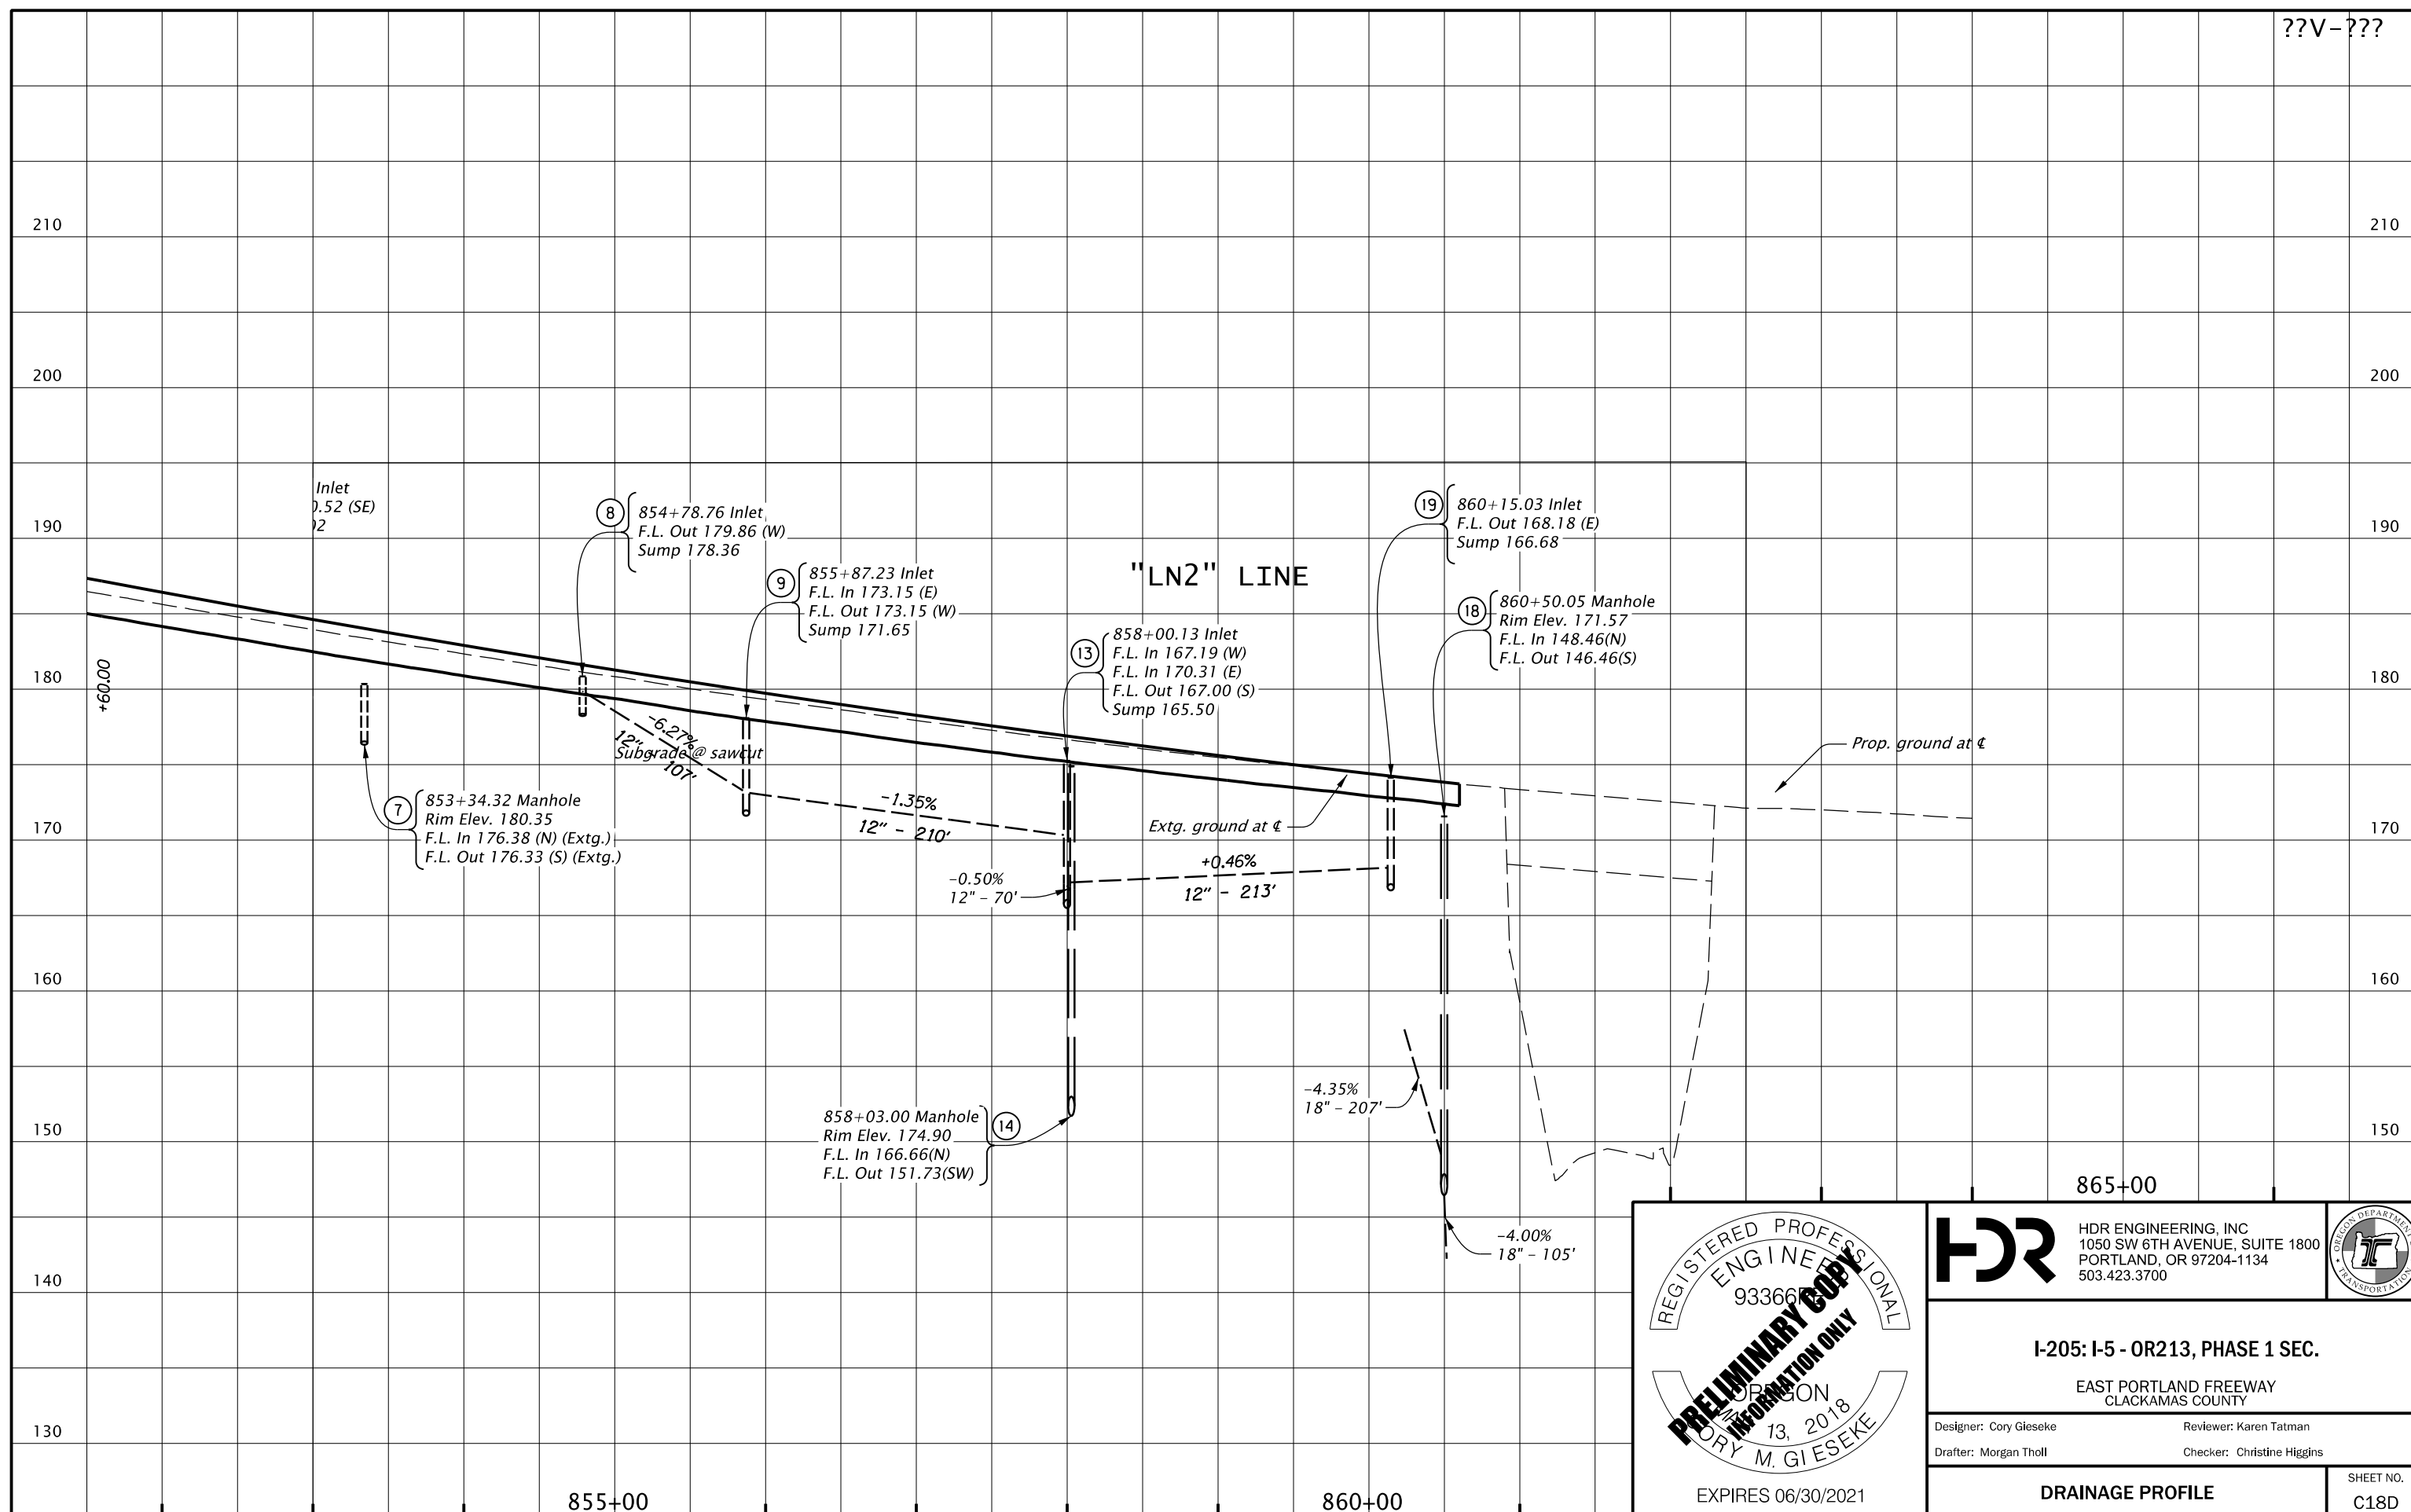 ??V-???
210
210
200
200
190
190
180
180
170
170
160
160
150
150
140
130
+60.00
Inlet
.52 (SE)
2
8
854+78.76 Inlet
F.L. Out 179.86 (W)
Sump 178.36
9
855+87.23 Inlet
F.L. In 173.15 (E)
F.L. Out 173.15 (W)
Sump 171.65
"LN2" LINE
13
858+00.13 Inlet
F.L. In 167.19 (W)
F.L. In 170.31 (E)
F.L. Out 167.00 (S)
Sump 165.50
19
860+15.03 Inlet
F.L. Out 168.18 (E)
Sump 166.68
18
860+50.05 Manhole
Rim Elev. 171.57
F.L. In 148.46(N)
F.L. Out 146.46(S)
-6.27%
12" - 107'
Subgrade @ sawcut
7
853+34.32 Manhole
Rim Elev. 180.35
F.L. In 176.38 (N) (Extg.)
F.L. Out 176.33 (S) (Extg.)
-1.35%
12" - 210'
-0.50%
12" - 70'
Extg. ground at ℄
+0.46%
12" - 213'
Prop. ground at ℄
14
858+03.00 Manhole
Rim Elev. 174.90
F.L. In 166.66(N)
F.L. Out 151.73(SW)
-4.35%
18" - 207'
-4.00%
18" - 105'
855+00
860+00
865+00
REGISTERED PROFESSIONAL
ENGINEER
93366PE
PRELIMINARY COPY
INFORMATION ONLY
OREGON
13, 2018
CORY M. GIESEKE
EXPIRES 06/30/2021
HDR
HDR ENGINEERING, INC
1050 SW 6TH AVENUE, SUITE 1800
PORTLAND, OR 97204-1134
503.423.3700
OREGON DEPARTMENT
TRANSPORTATION
I-205: I-5 - OR213, PHASE 1 SEC.
EAST PORTLAND FREEWAY
CLACKAMAS COUNTY
Designer: Cory Gieseke
Reviewer: Karen Tatman
Drafter: Morgan Tholl
Checker: Christine Higgins
DRAINAGE PROFILE
SHEET NO.
C18D